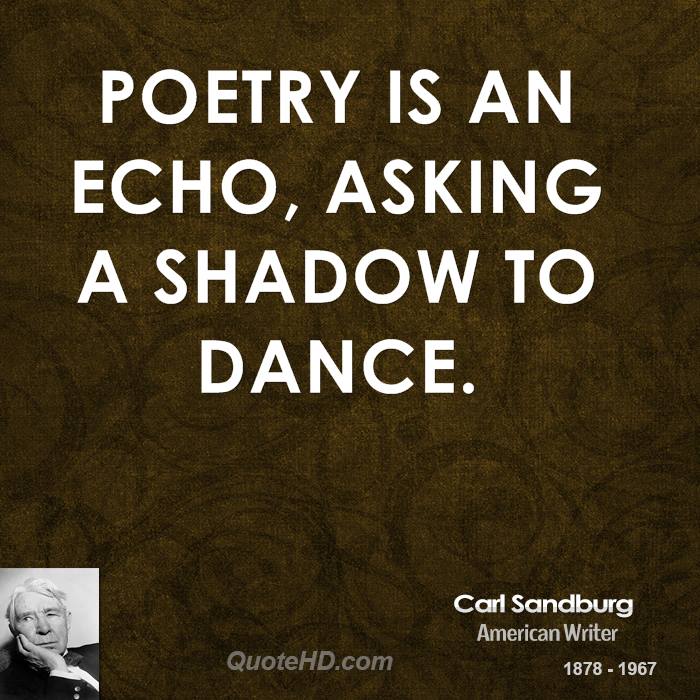 POETRY IS AN
ECHO, ASKING
A SHADOW TO
DANCE.
Carl Sandburg
American Writer
QuoteHD.com
1878 - 1967